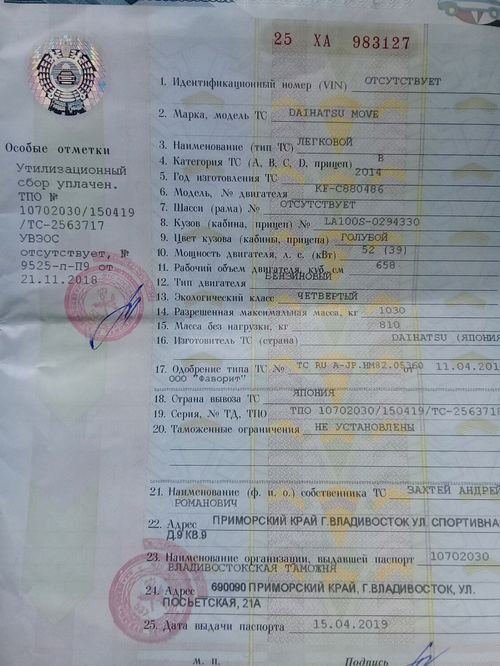 25 ХА 983127
1. Идентификационный номер (VIN) ОТСУТСТВУЕТ
2. Марка, модель ТС DAIHATSU MOVE
3. Наименование (тип ТС) ЛЕГКОВОЙ
4. Категория ТС (А, В, С, D, прицеп) В
5. Год изготовления ТС 2014
6. Модель, № двигателя KF-C880486
7. Шасси (рама) № ОТСУТСТВУЕТ
8. Кузов (кабина, прицеп) № LA100S-0294330
9. Цвет кузова (кабины, прицепа) ГОЛУБОЙ
10. Мощность двигателя, л. с. (кВт) 52 (39)
11. Рабочий объем двигателя, куб. см 658
12. Тип двигателя БЕНЗИНОВЫЙ
13. Экологический класс ЧЕТВЕРТЫЙ
14. Разрешенная максимальная масса, кг 1030
15. Масса без нагрузки, кг 810
16. Изготовитель ТС (страна) DAIHATSU (ЯПОНИЯ
17. Одобрение типа ТС № ТС RU А-JP.НМ82.05360 от 11.04.201
ООО "Фаворит"
18. Страна вывоза ТС ЯПОНИЯ
19. Серия, № ТД, ТПО ТПО 10702030/150419/ТС-2563718
20. Таможенные ограничения НЕ УСТАНОВЛЕНЫ
21. Наименование (ф. и. о.) собственника ТС ЗАХТЕЙ АНДРЕЙ
РОМАНОВИЧ
22. Адрес ПРИМОРСКИЙ КРАЙ Г.ВЛАДИВОСТОК УЛ. СПОРТИВНА
Д.9 КВ.9
23. Наименование организации, выдавшей паспорт 10702030
ВЛАДИВОСТОКСКАЯ ТАМОЖНЯ
24. Адрес 690090 ПРИМОРСКИЙ КРАЙ, Г.ВЛАДИВОСТОК, УЛ.
ПОСЬЕТСКАЯ, 21А
25. Дата выдачи паспорта 15.04.2019
М. П. Подпись
Особые отметки
Утилизационный
сбор уплачен.
ТПО №
10702030/150419
/ТС-2563717
УВЭОС
отсутствует, №
9525-п-П9 от
21.11.2018